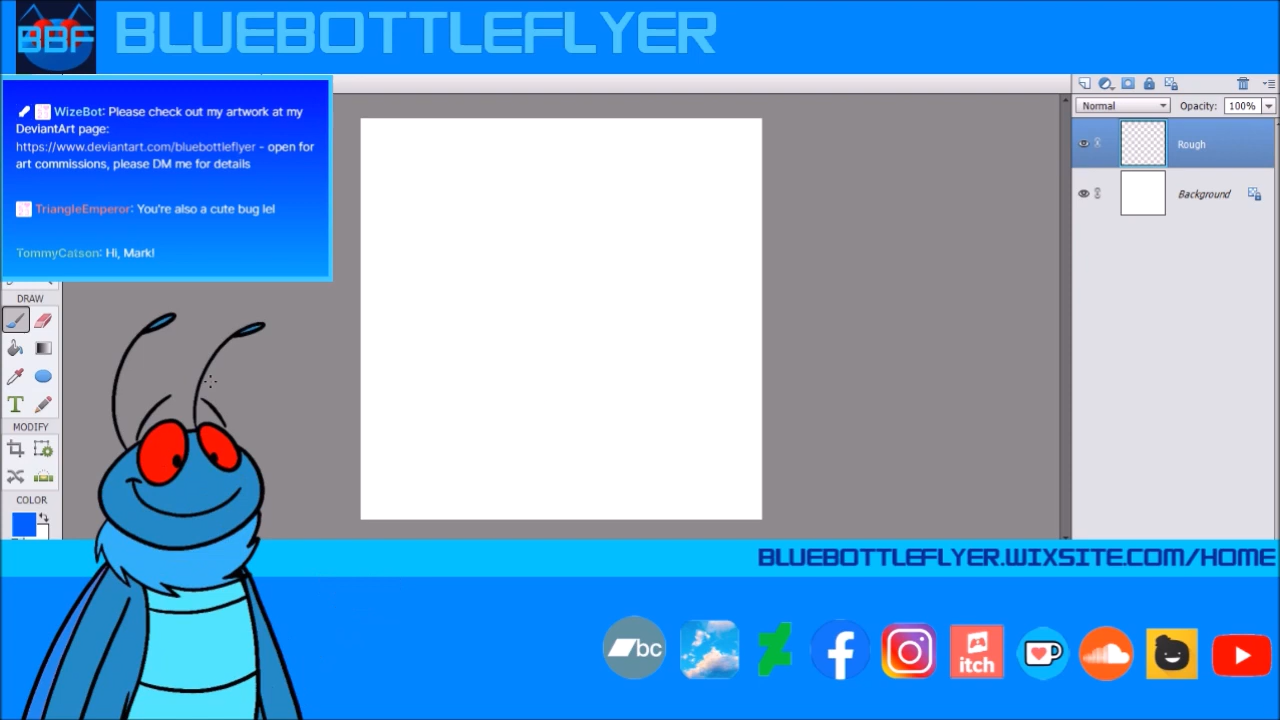 BBF
BLUEBOTTLEFLYER
WizeBot: Please check out my artwork at my
DeviantArt page:
https://www.deviantart.com/bluebottleflyer - open for
art commissions, please DM me for details
TriangleEmperor: You're also a cute bug lel
TommyCatson: Hi, Mark!
DRAW
T
MODIFY
COLOR
Normal
Opacity: 100%
Rough
Background
BLUEBOTTLEFLYER.WIXSITE.COM/HOME
bc
itch